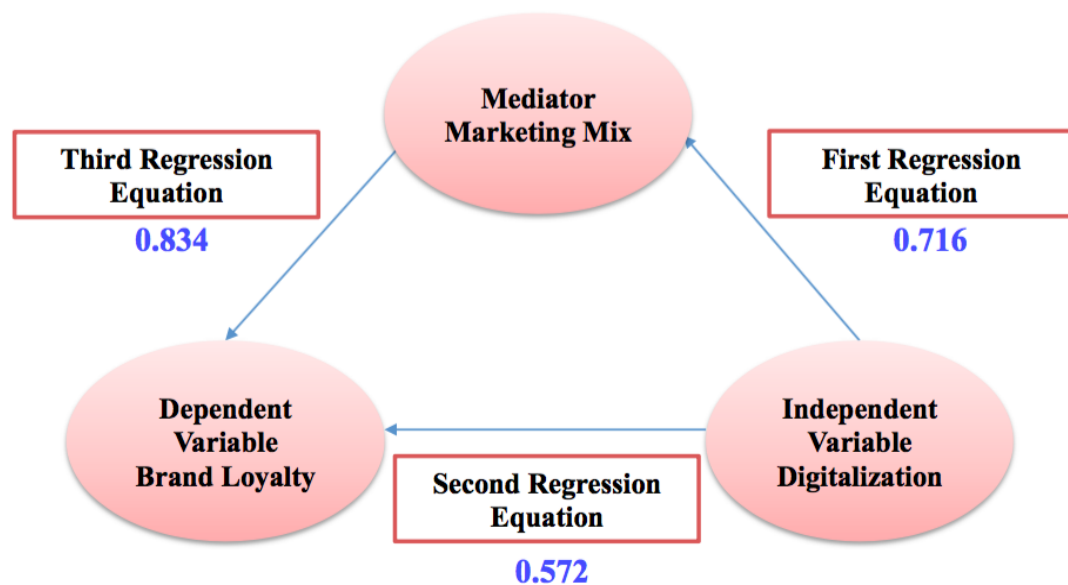 Mediator
Marketing Mix
Third Regression
Equation
0.834
First Regression
Equation
0.716
Dependent
Variable
Brand Loyalty
Independent
Variable
Digitalization
Second Regression
Equation
0.572